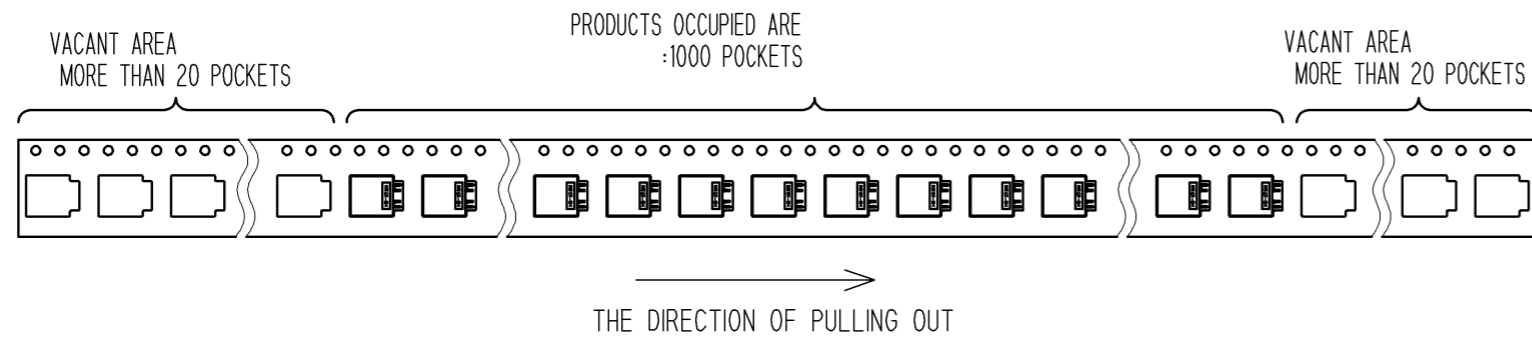 VACANT AREA
MORE THAN 20 POCKETS
PRODUCTS OCCUPIED ARE
:1000 POCKETS
VACANT AREA
MORE THAN 20 POCKETS
THE DIRECTION OF PULLING OUT